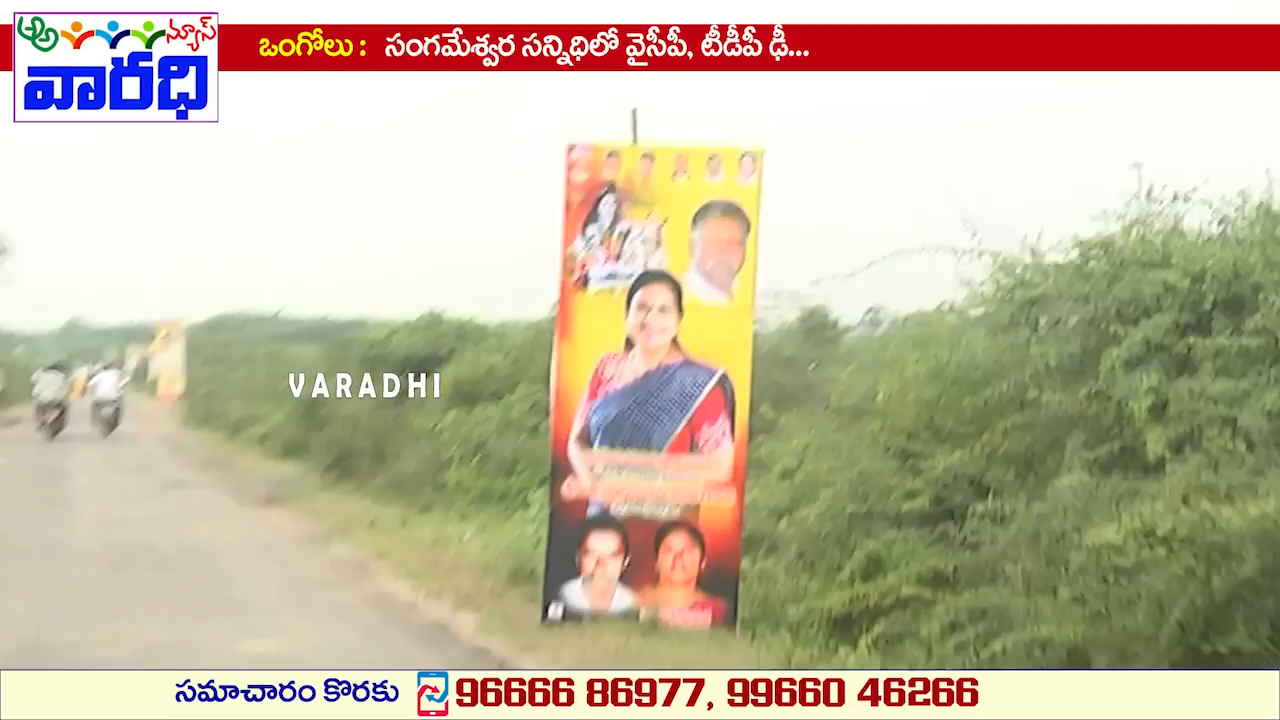 అ ఆ న్యూస్
వారధి
ఒంగోలు : సంగమేశ్వర సన్నిధిలో వైసీపీ, టీడీపీ ఢీ...
VARADHI
సమాచారం కొరకు 96666 86977, 99660 46266